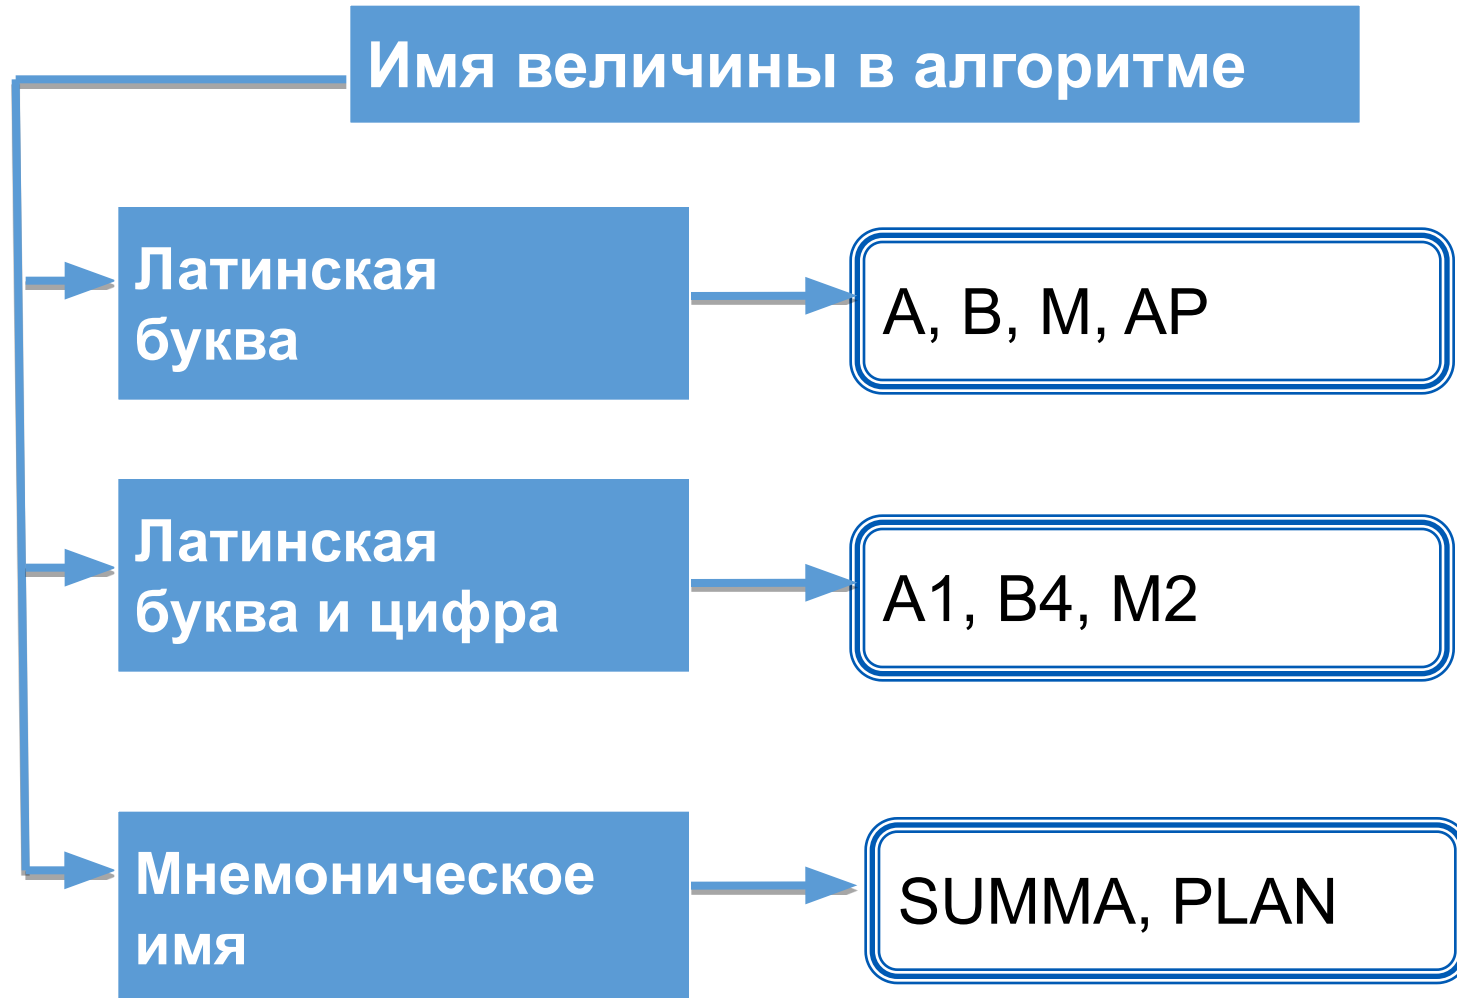 Имя величины в алгоритме
Латинская
буква
A, B, M, AP
Латинская
буква и цифра
A1, B4, M2
Мнемоническое
имя
SUMMA, PLAN